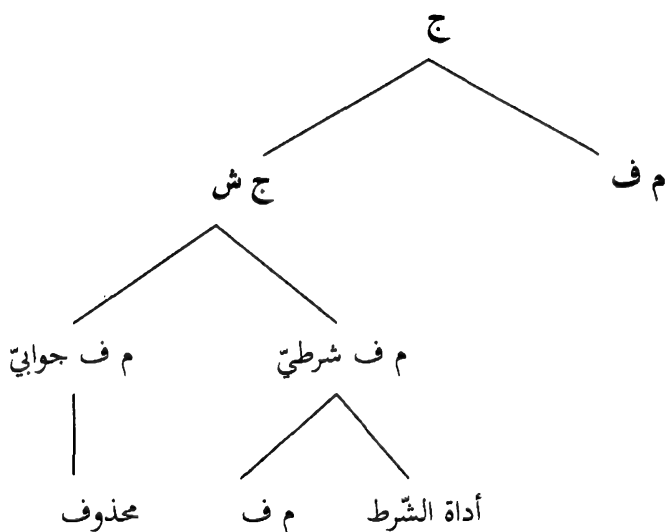 ج
م ف ج ش
م ف شرطيّ م ف جوابيّ
أداة الشّرط م ف محذوف